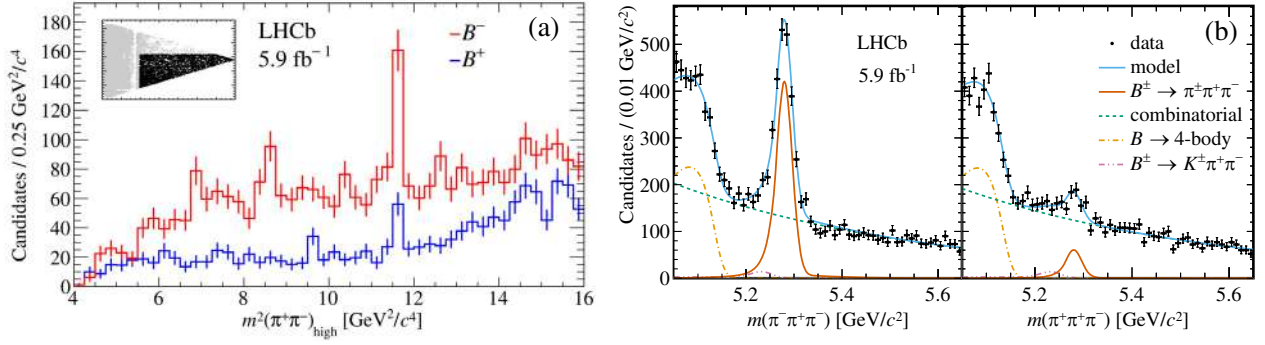 Candidates / 0.25 GeV²/c⁴
180
160
140
120
100
80
60
40
20
0
LHCb
5.9 fb⁻¹
B⁻
B⁺
(a)
4 6 8 10 12 14 16
m²(π⁺π⁻)high [GeV²/c⁴]
Candidates / (0.01 GeV/c²)
500
400
300
200
100
0
LHCb
5.9 fb⁻¹
(b)
data
model
B± → π±π⁺π⁻
combinatorial
B → 4-body
B± → K±π⁺π⁻
5.2 5.4 5.6 5.2 5.4 5.6
m(π⁻π⁺π⁻) [GeV/c²]
m(π⁺π⁺π⁻) [GeV/c²]